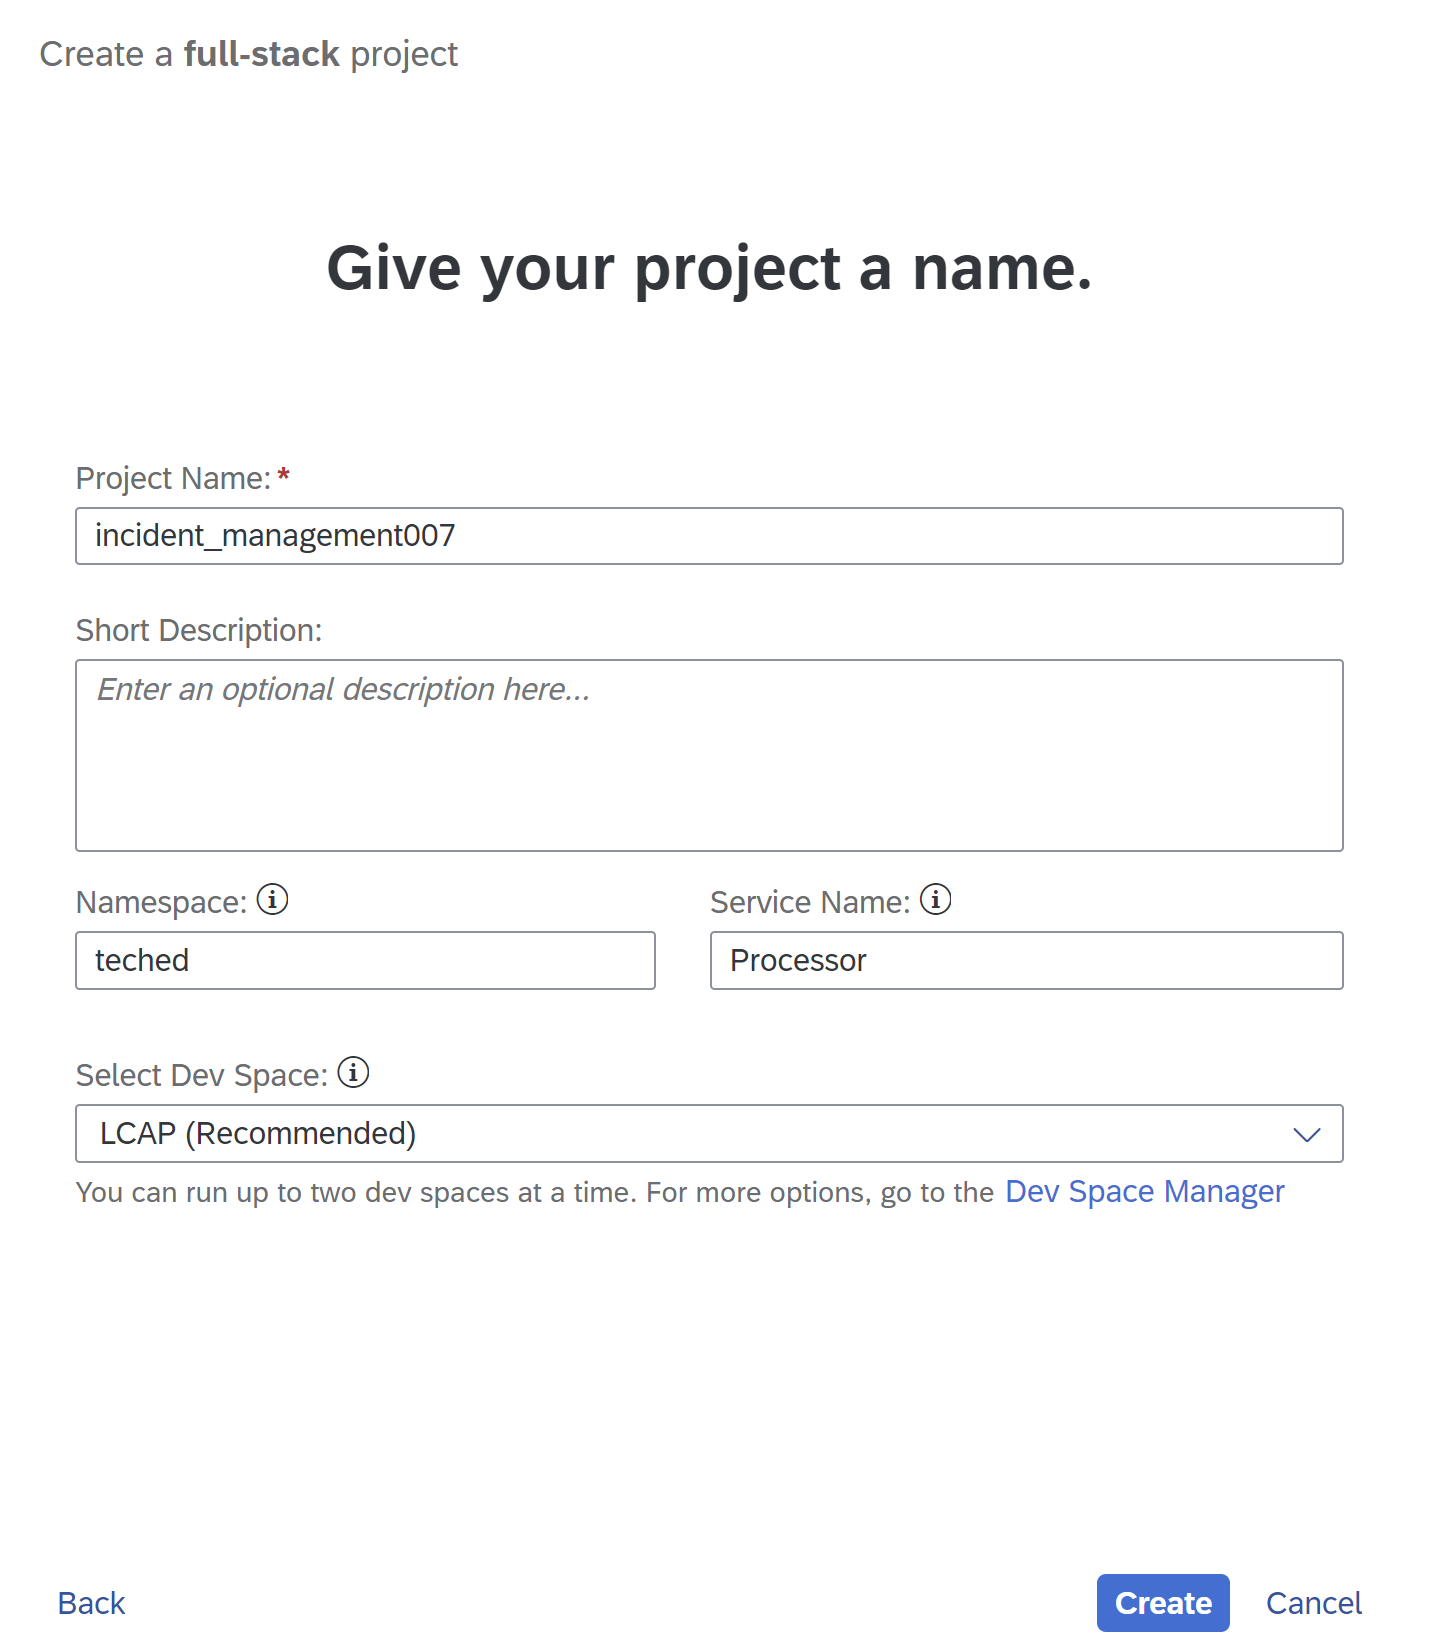 Create a full-stack project
Give your project a name.
Project Name: *
incident_management007
Short Description:
Enter an optional description here...
Namespace:
Service Name:
teched
Processor
Select Dev Space:
LCAP (Recommended)
You can run up to two dev spaces at a time. For more options, go to the Dev Space Manager
Back
Create
Cancel